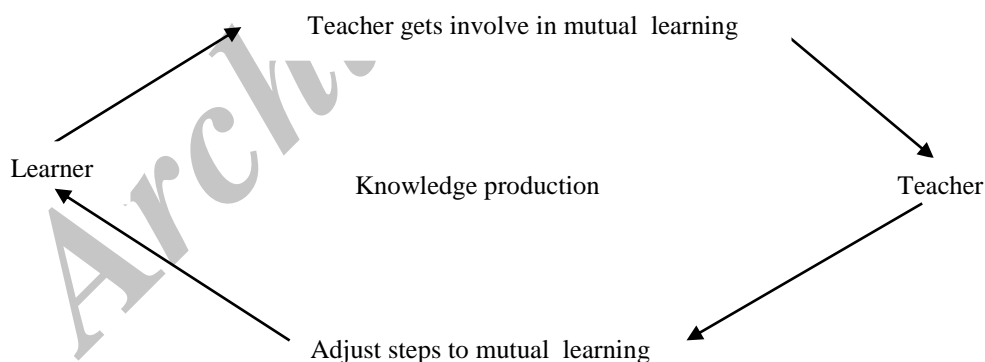 Teacher gets involve in mutual learning
Learner
Knowledge production
Teacher
Adjust steps to mutual learning